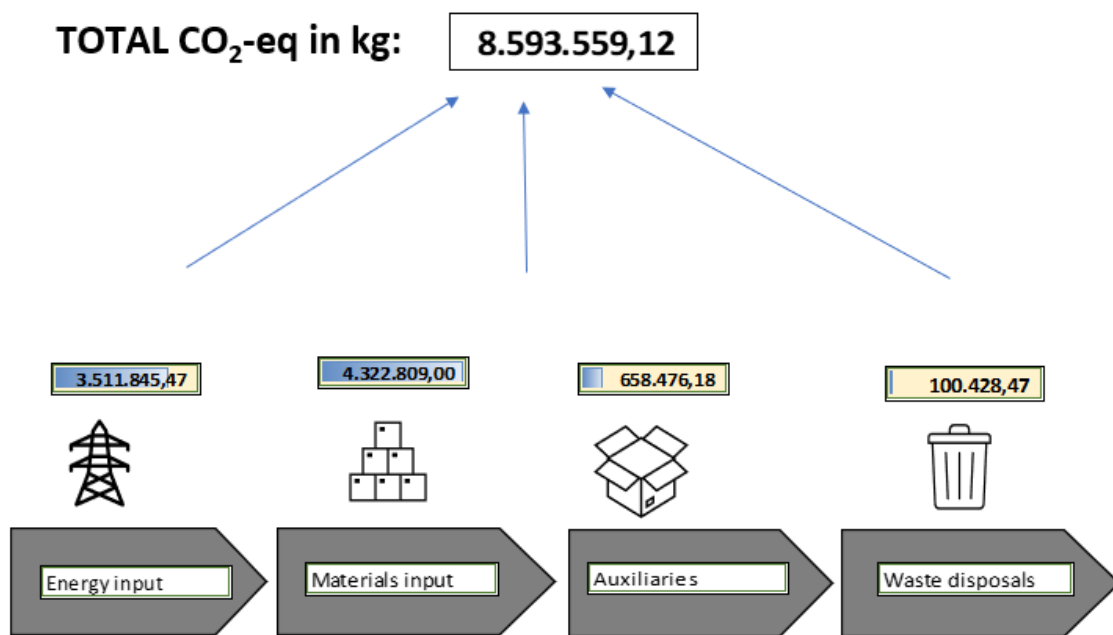 TOTAL CO₂-eq in kg: 8.593.559,12
3.511.845,47
4.322.809,00
658.476,18
100.428,47
Energy input
Materials input
Auxiliaries
Waste disposals